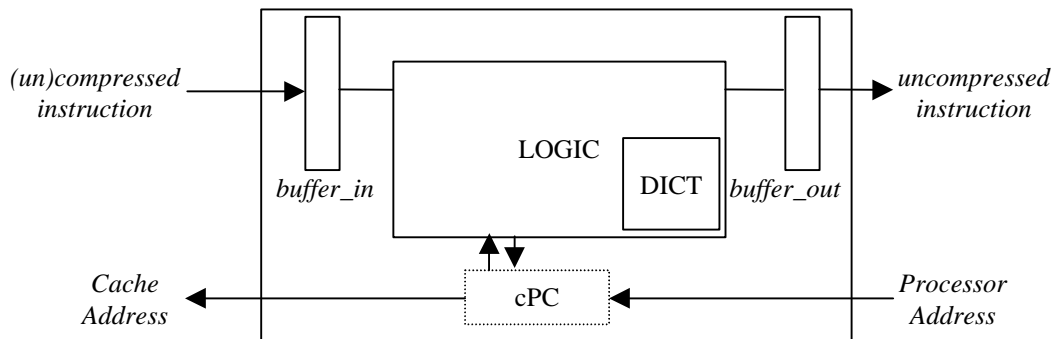 (un)compressed
instruction
uncompressed
instruction
LOGIC
DICT
buffer_in
buffer_out
Cache
Address
cPC
Processor
Address